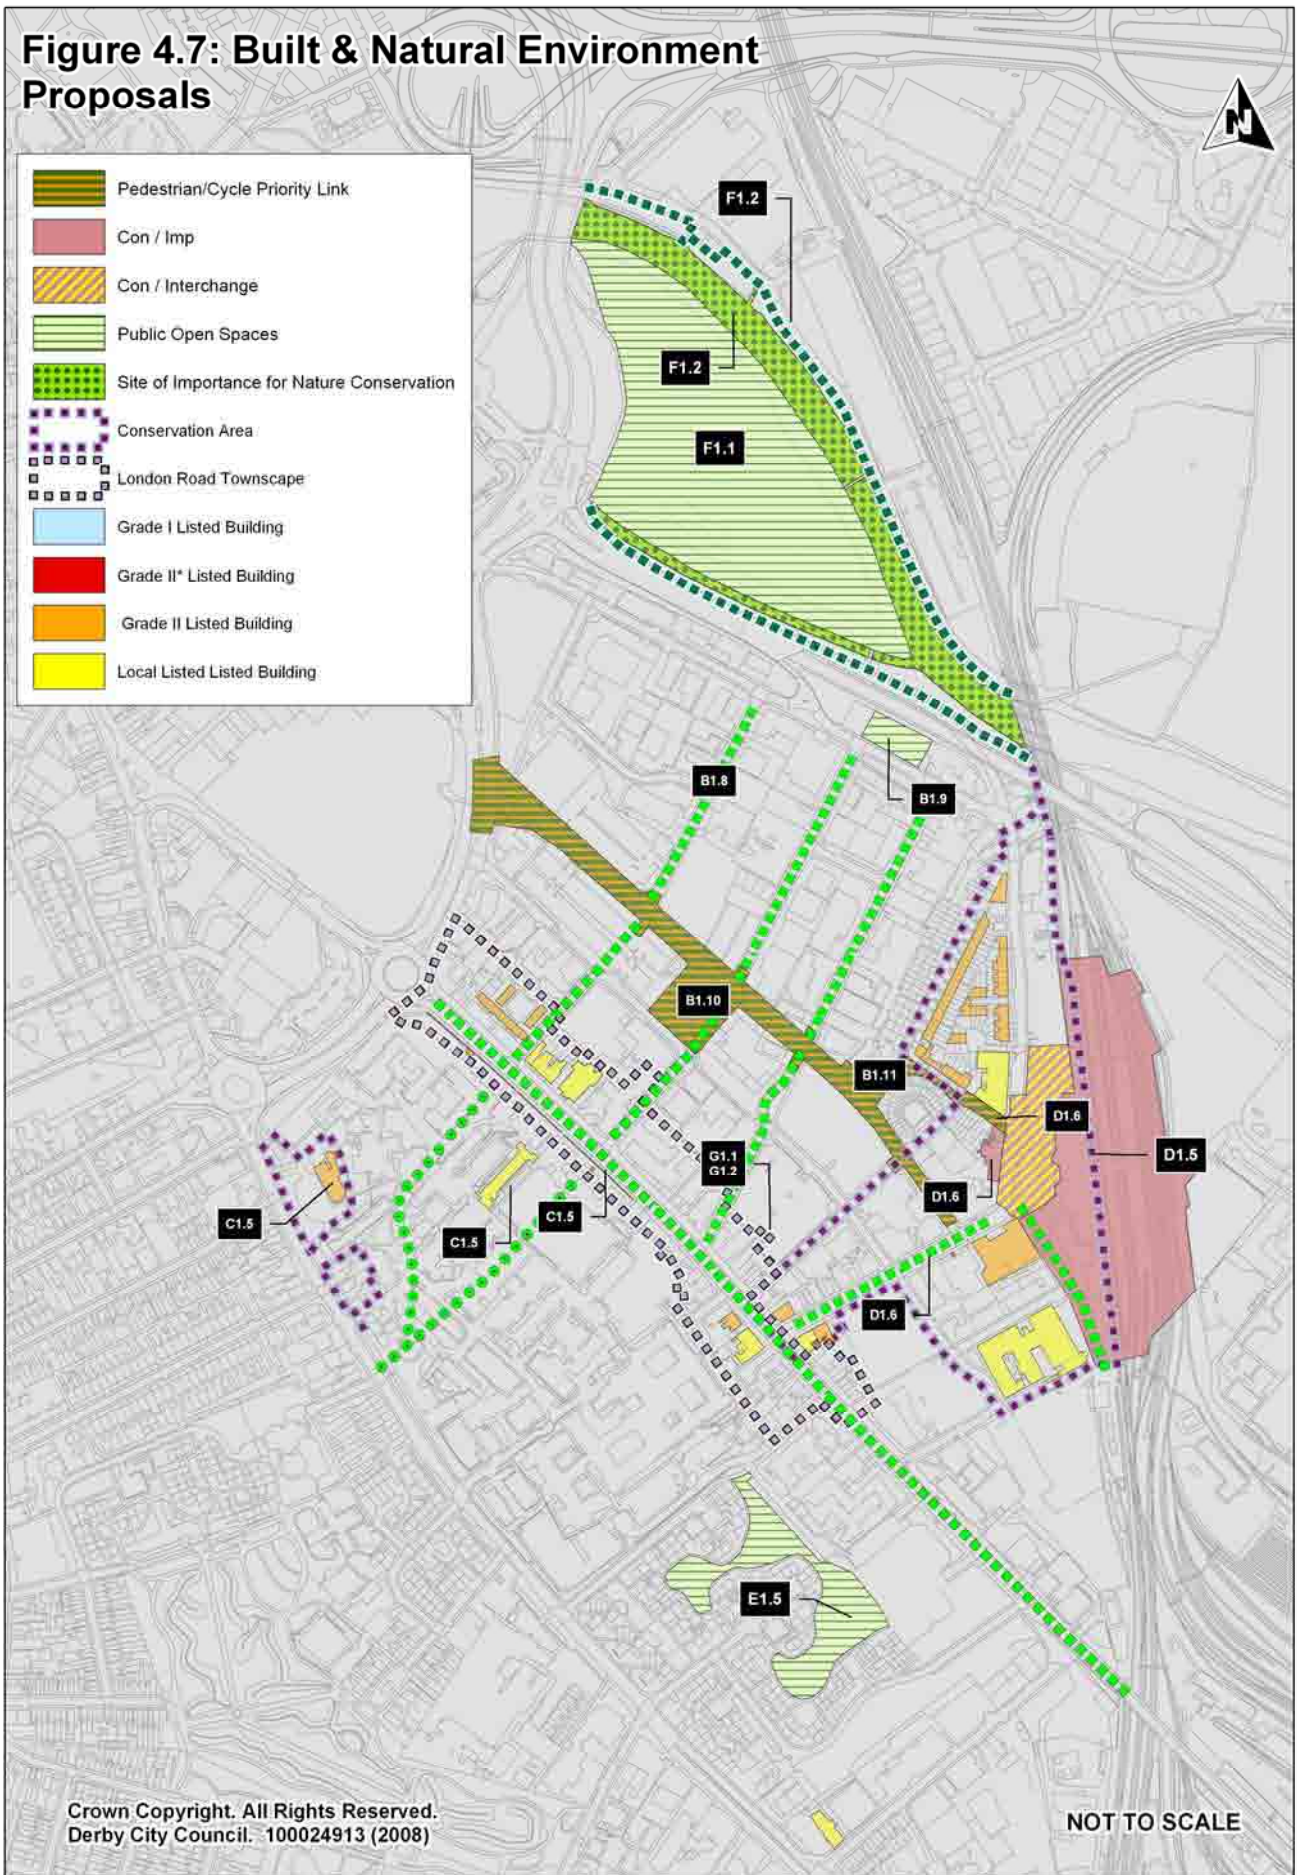 Figure 4.7: Built & Natural Environment
Proposals
N
Pedestrian/Cycle Priority Link
Con / Imp
Con / Interchange
Public Open Spaces
Site of Importance for Nature Conservation
Conservation Area
London Road Townscape
Grade I Listed Building
Grade II* Listed Building
Grade II Listed Building
Local Listed Listed Building
F1.2
F1.2
F1.1
B1.8
B1.9
B1.10
B1.11
D1.6
D1.5
G1.1
G1.2
D1.6
C1.5
C1.5
C1.5
D1.6
E1.5
Crown Copyright. All Rights Reserved.
Derby City Council. 100024913 (2008)
NOT TO SCALE